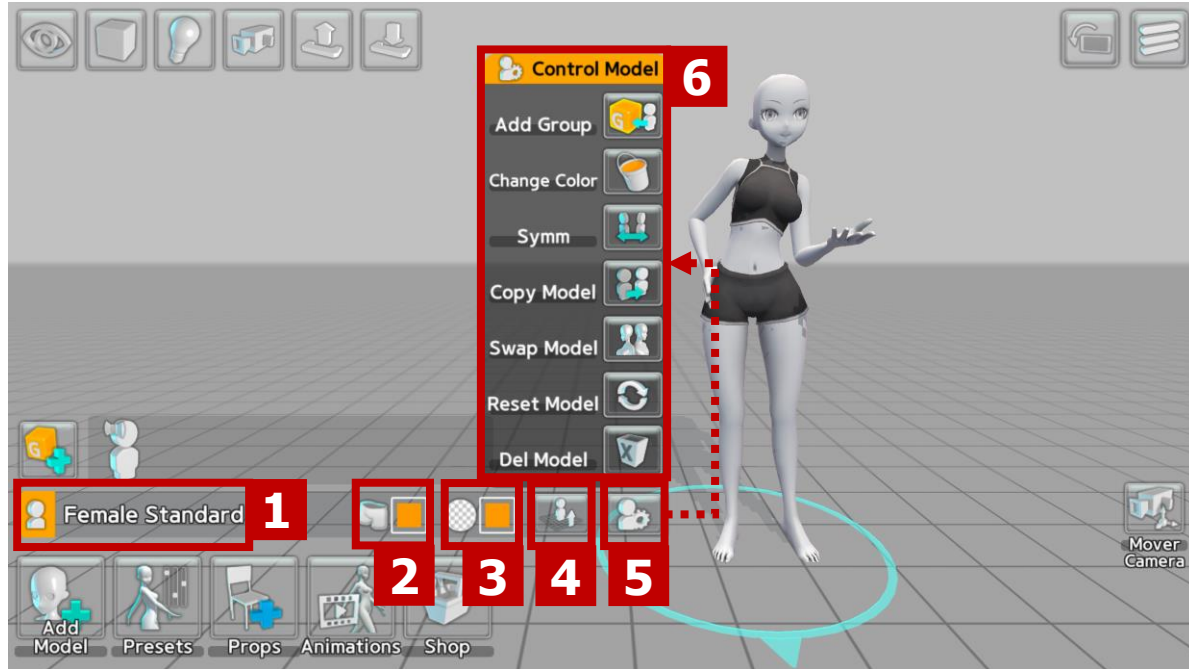 Control Model
6
Add Group
G
Change Color
Symm
Copy Model
Swap Model
Reset Model
Del Model
X
G
Female Standard
1
2
3
4
5
Mover
Camera
Add
Model
Presets
Props
Animations
Shop